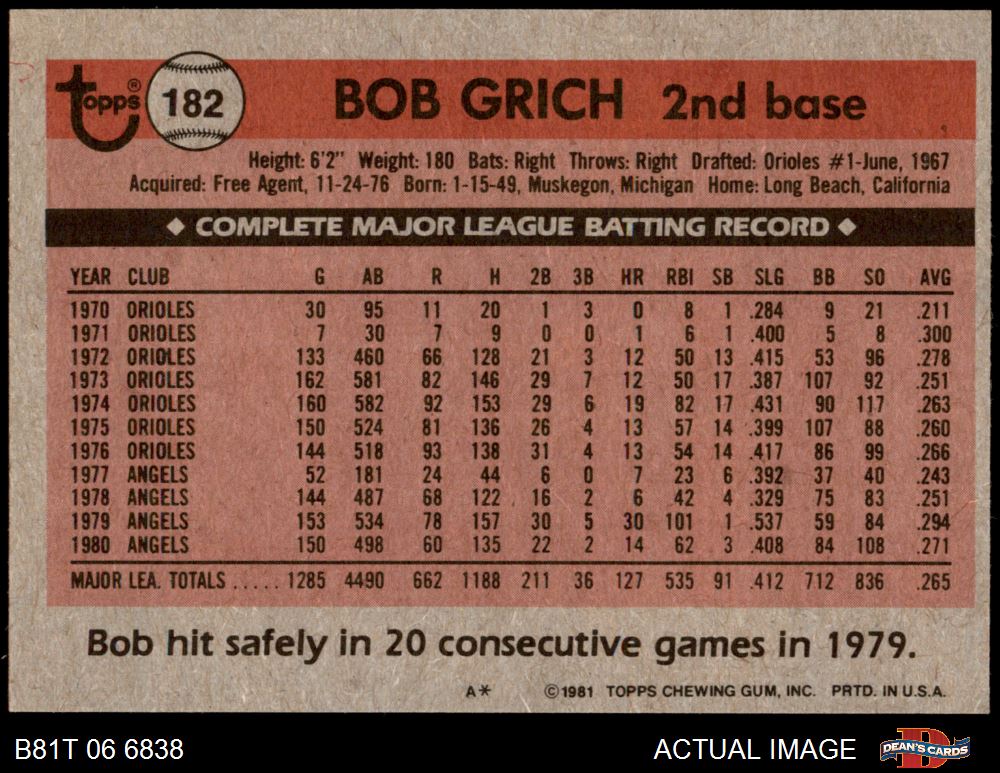 Topps® 182 BOB GRICH 2nd base
Height: 6'2" Weight: 180 Bats: Right Throws: Right Drafted: Orioles #1-June, 1967
Acquired: Free Agent, 11-24-76 Born: 1-15-49, Muskegon, Michigan Home: Long Beach, California
◆ COMPLETE MAJOR LEAGUE BATTING RECORD ◆
YEAR CLUB G AB R H 2B 3B HR RBI SB SLG BB SO AVG
1970 ORIOLES 30 95 11 20 1 3 0 8 1 .284 9 21 .211
1971 ORIOLES 7 30 7 9 0 0 1 6 1 .400 5 8 .300
1972 ORIOLES 133 460 66 128 21 3 12 50 13 .415 53 96 .278
1973 ORIOLES 162 581 82 146 29 7 12 50 17 .387 107 92 .251
1974 ORIOLES 160 582 92 153 29 6 19 82 17 .431 90 117 .263
1975 ORIOLES 150 524 81 136 26 4 13 57 14 .399 107 88 .260
1976 ORIOLES 144 518 93 138 31 4 13 54 14 .417 86 99 .266
1977 ANGELS 52 181 24 44 6 0 7 23 6 .392 37 40 .243
1978 ANGELS 144 487 68 122 16 2 6 42 4 .329 75 83 .251
1979 ANGELS 153 534 78 157 30 5 30 101 1 .537 59 84 .294
1980 ANGELS 150 498 60 135 22 2 14 62 3 .408 84 108 .271
MAJOR LEA. TOTALS ..... 1285 4490 662 1188 211 36 127 535 91 .412 712 836 .265
Bob hit safely in 20 consecutive games in 1979.
A* ©1981 TOPPS CHEWING GUM, INC. PRTD. IN U.S.A.
B81T 06 6838 ACTUAL IMAGE DEAN'S CARDS